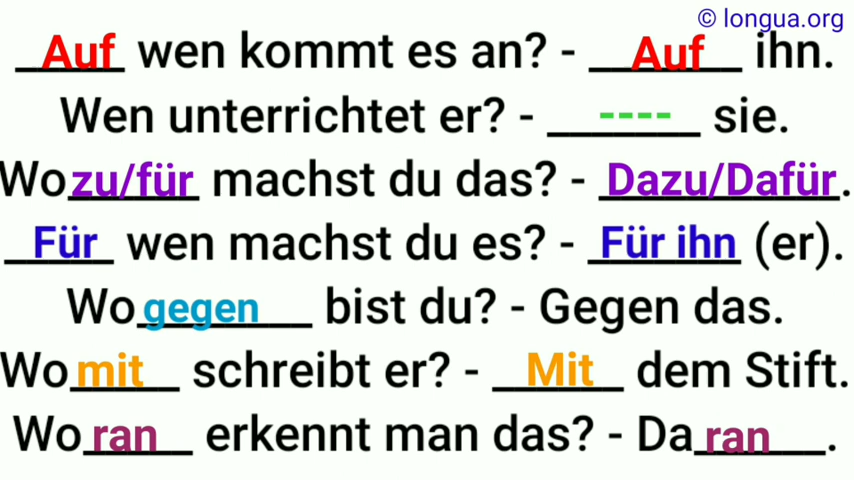 © longua.org
Auf wen kommt es an? - Auf ihn.
Wen unterrichtet er? - ---- sie.
Wozu/für machst du das? - Dazu/Dafür.
Für wen machst du es? - Für ihn (er).
Wogegen bist du? - Gegen das.
Womit schreibt er? - Mit dem Stift.
Woran erkennt man das? - Daran.